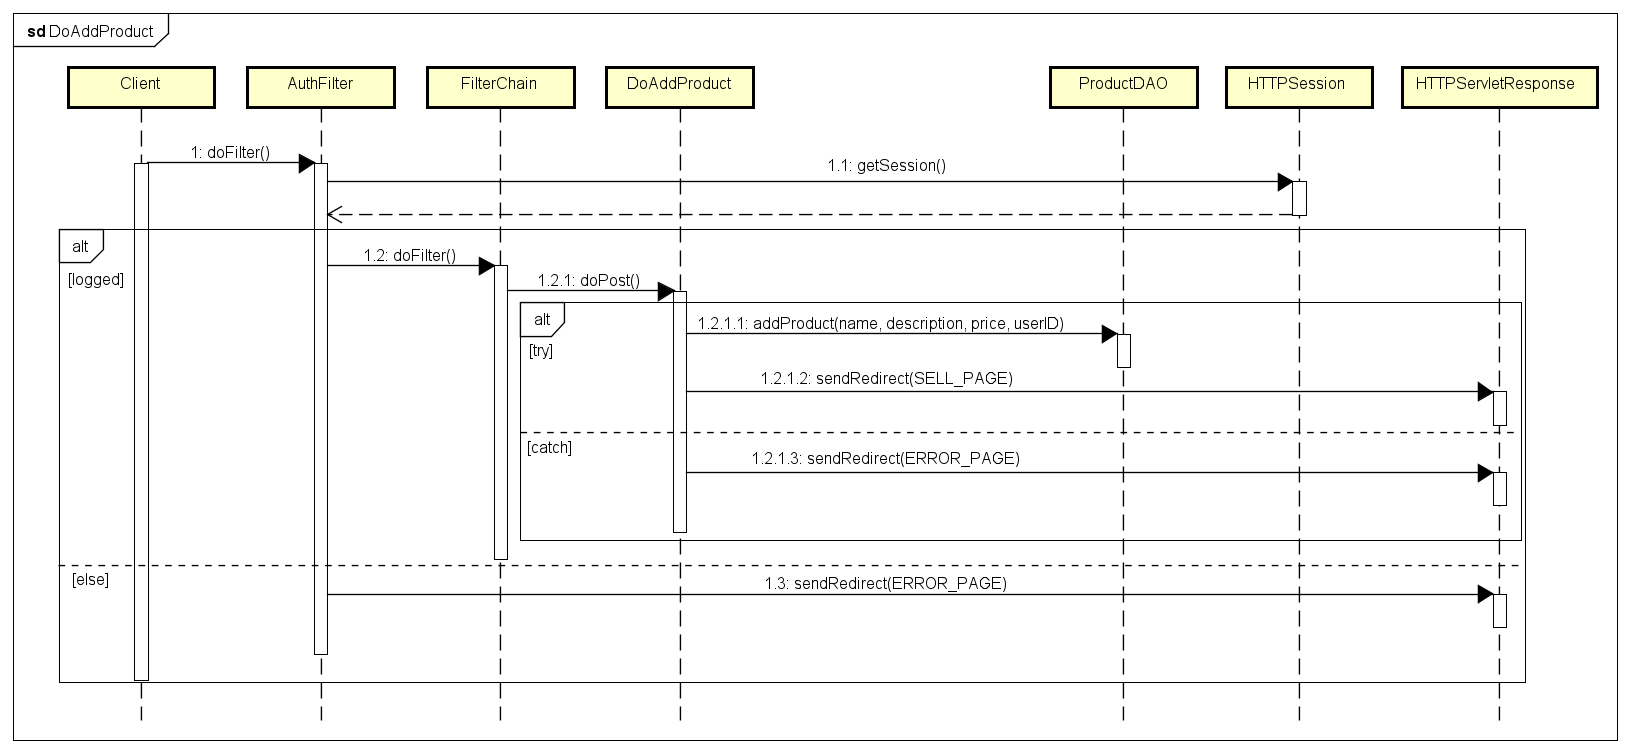 sd DoAddProduct
Client
AuthFilter
FilterChain
DoAddProduct
ProductDAO
HTTPSession
HTTPServletResponse
1: doFilter()
1.1: getSession()
alt
[logged]
1.2: doFilter()
1.2.1: doPost()
alt
[try]
1.2.1.1: addProduct(name, description, price, userID)
1.2.1.2: sendRedirect(SELL_PAGE)
[catch]
1.2.1.3: sendRedirect(ERROR_PAGE)
[else]
1.3: sendRedirect(ERROR_PAGE)